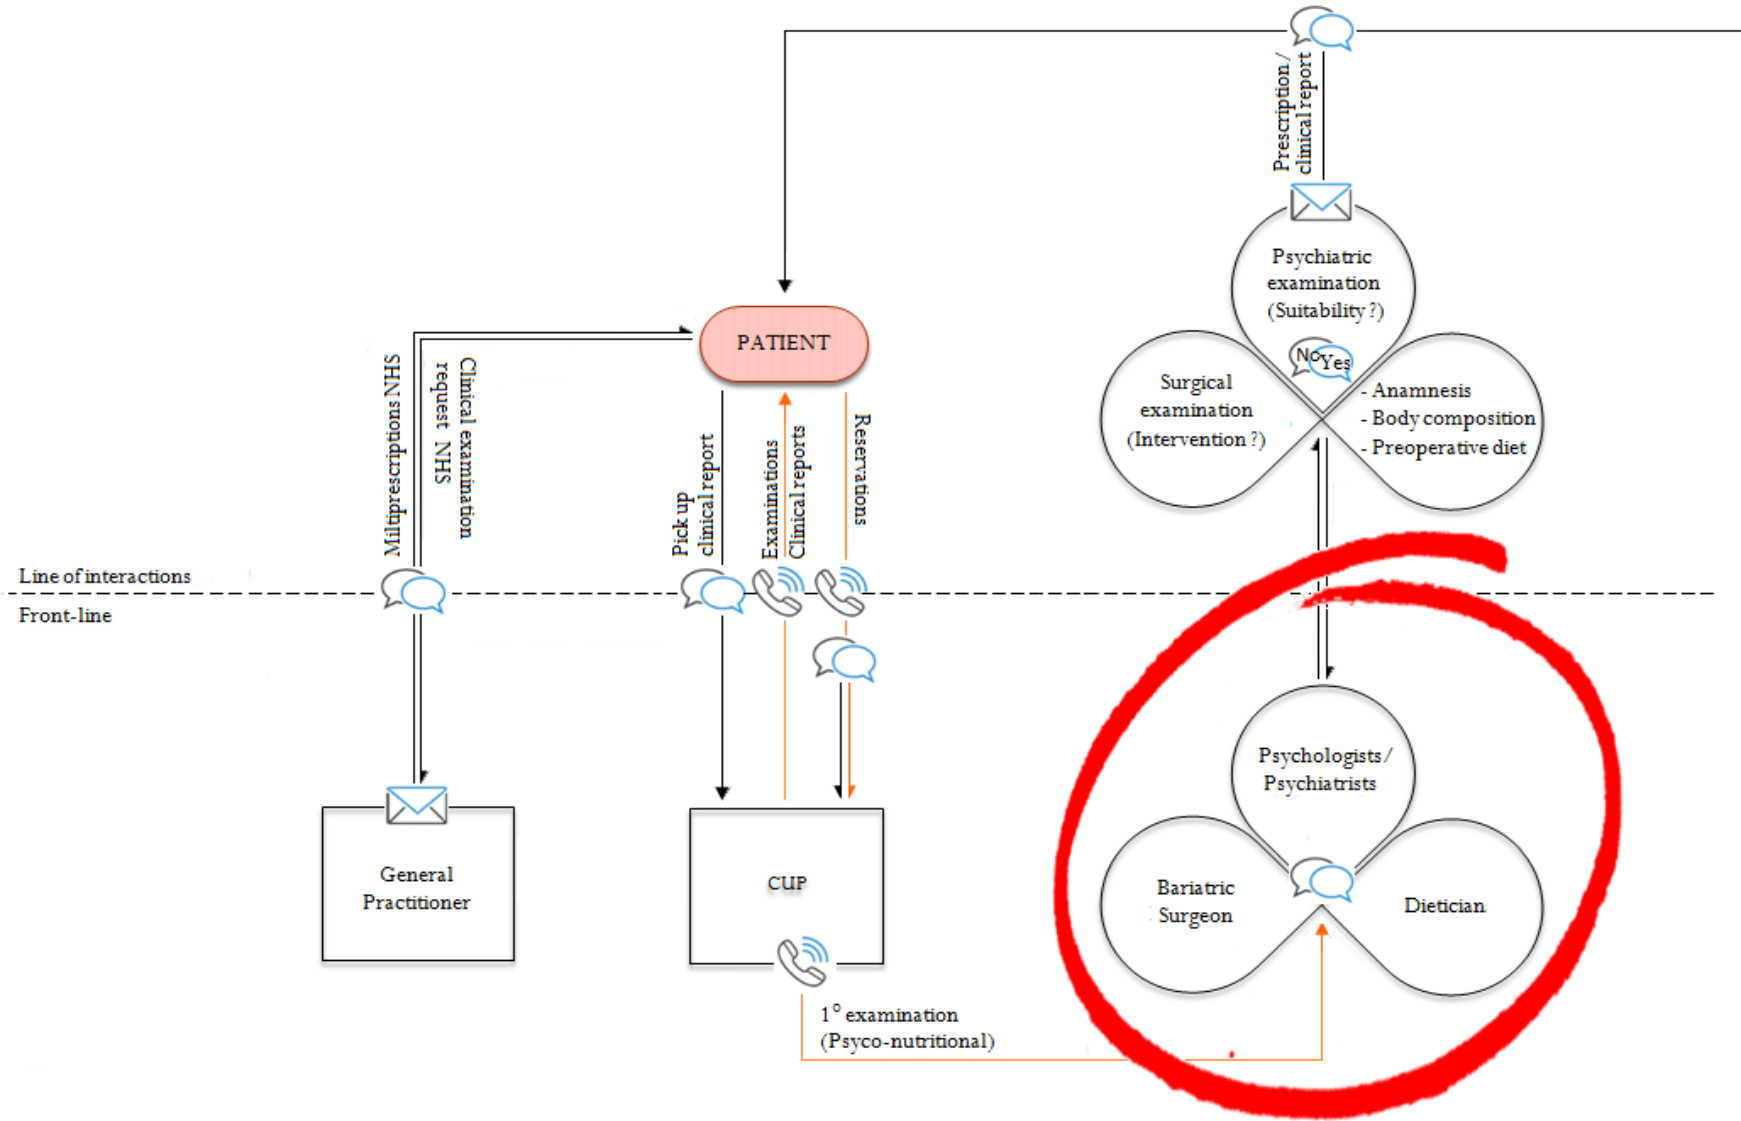 Prescription/
clinical report
Psychiatric
examination
(Suitability?)
No
Yes
Surgical
examination
(Intervention?)
- Anamnesis
- Body composition
- Preoperative diet
PATIENT
Miltiprescriptions NHS
Clinical examination
request NHS
Pick up
clinical report
Examinations
Clinical reports
Reservations
Line of interactions
Front-line
Psychologists/
Psychiatrists
General
Practitioner
CUP
Bariatric
Surgeon
Dietician
1° examination
(Psyco-nutritional)